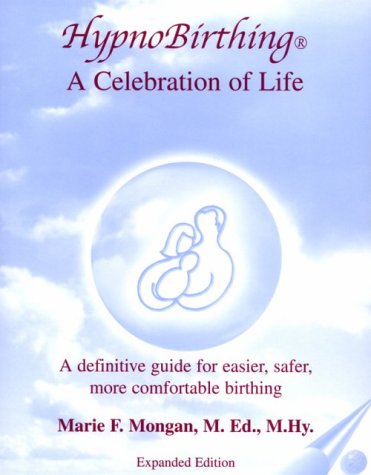 HypnoBirthing®
A Celebration of Life
A definitive guide for easier, safer,
more comfortable birthing
Marie F. Mongan, M. Ed., M.Hy.
Expanded Edition